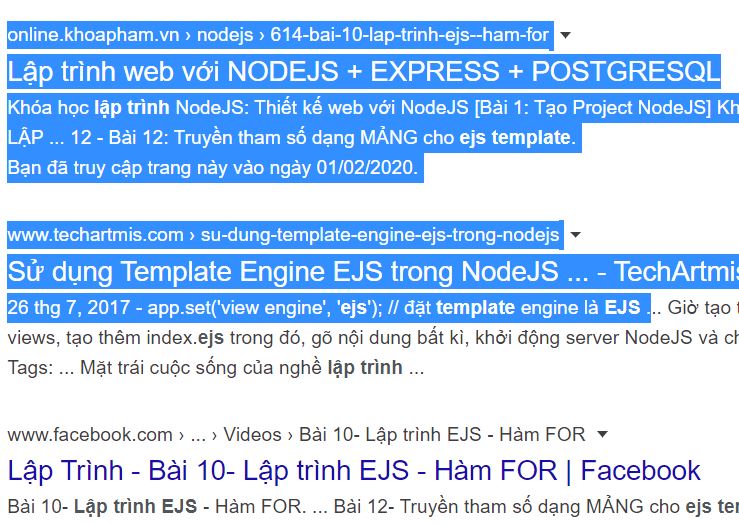 online.khoapham.vn › nodejs › 614-bai-10-lap-trinh-ejs--ham-for
Lập trình web với NODEJS + EXPRESS + POSTGRESQL
Khóa học lập trình NodeJS: Thiết kế web với NodeJS [Bài 1: Tạo Project NodeJS] Kh
LẬP ... 12 - Bài 12: Truyền tham số dạng MẢNG cho ejs template.
Bạn đã truy cập trang này vào ngày 01/02/2020.
www.techartmis.com › su-dung-template-engine-ejs-trong-nodejs
Sử dụng Template Engine EJS trong NodeJS ... - TechArtmis
26 thg 7, 2017 - app.set('view engine', 'ejs'); // đặt template engine là EJS ... Giờ tạo t
views, tạo thêm index.ejs trong đó, gõ nội dung bất kì, khởi động server NodeJS và ch
Tags: ... Mặt trái cuộc sống của nghề lập trình ...
www.facebook.com › ... › Videos › Bài 10- Lập trình EJS - Hàm FOR
Lập Trình - Bài 10- Lập trình EJS - Hàm FOR | Facebook
Bài 10- Lập trình EJS - Hàm FOR. ... Bài 12- Truyền tham số dạng MẢNG cho ejs tem